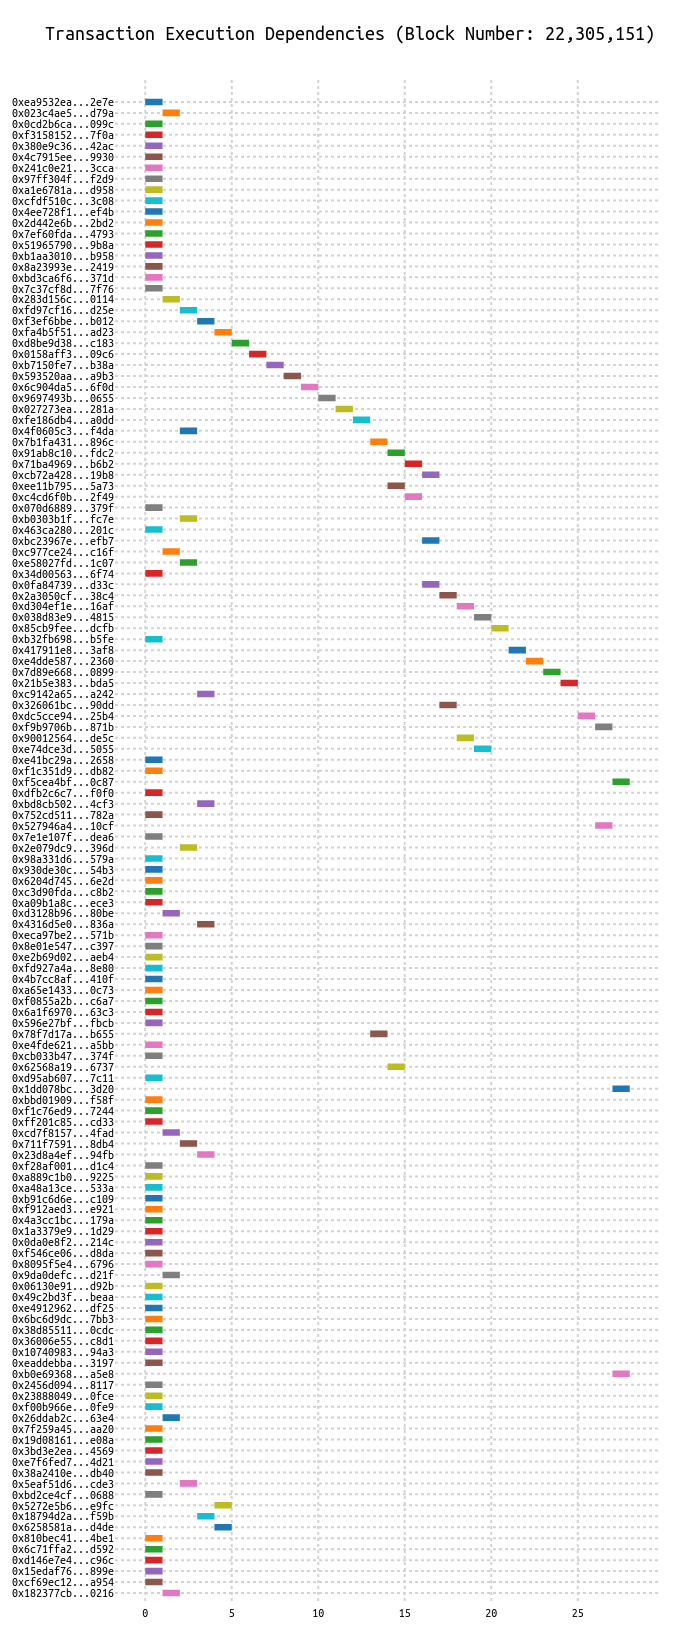 Transaction Execution Dependencies (Block Number: 22,305,151)
0xea9532ea...2e7e
0x023c4ae5...d79a
0x0cd2b6ca...099c
0xf3158152...7f0a
0x380e9c36...42ac
0x4c7915ee...9930
0x241c0e21...3cca
0x97ff304f...f2d9
0xa1e6781a...d958
0xcfdf510c...3c08
0x4ee728f1...ef4b
0x2d442e6b...2bd2
0x7ef60fda...4793
0x51965790...9b8a
0xb1aa3010...b958
0x8a23993e...2419
0xbd3ca6f6...371d
0x7c37cf8d...7f76
0x283d156c...0114
0xfd97cf16...d25e
0xf3ef6bbe...b012
0xfa4b5f51...ad23
0xd8be9d38...c183
0x0158aff3...09c6
0xb7150fe7...b38a
0x593520aa...a9b3
0x6c904da5...6f0d
0x9697493b...0655
0x027273ea...281a
0xfe186db4...a0dd
0x4f0605c3...f4da
0x7b1fa431...896c
0x91ab8c10...fdc2
0x71ba4969...b6b2
0xcb72a428...19b8
0xee11b795...5a73
0xc4cd6f0b...2f49
0x070d6889...379f
0xb0303b1f...fc7e
0x463ca280...201c
0xbc23967e...efb7
0xc977ce24...c16f
0xe58027fd...1c07
0x34d00563...6f74
0x0fa84739...d33c
0x2a3050cf...38c4
0xd304ef1e...16af
0x038d83e9...4815
0x85cb9fee...dcfb
0xb32fb698...b5fe
0x417911e8...3af8
0xe4dde587...2360
0x7d89e668...0899
0x21b5e383...bda5
0xc9142a65...a242
0x326061bc...90dd
0xdc5cce94...25b4
0xf9b9706b...871b
0x90012564...de5c
0xe74dce3d...5055
0xe41bc29a...2658
0xf1c351d9...db82
0xf5cea4bf...0c87
0xdfb2c6c7...f0f0
0xbd8cb502...4cf3
0x752cd511...782a
0x527946a4...10cf
0x7e1e107f...dea6
0x2e079dc9...396d
0x98a331d6...579a
0x930de30c...54b3
0x6204d745...6e2d
0xc3d90fda...c8b2
0xa09b1a8c...ece3
0xd3128b96...80be
0x4316d5e0...836a
0xeca97be2...571b
0x8e01e547...c397
0xe2b69d02...aeb4
0xfd927a4a...8e80
0x4b7cc8af...410f
0xa65e1433...0c73
0xf0855a2b...c6a7
0x6a1f6970...63c3
0x596e27bf...fbcb
0x78f7d17a...b655
0xe4fde621...a5bb
0xcb033b47...374f
0x62568a19...6737
0xd95ab607...7c11
0x1dd078bc...3d20
0xbbd01909...f58f
0xf1c76ed9...7244
0xff201c85...cd33
0xcd7f8157...4fad
0x711f7591...8db4
0x23d8a4ef...94fb
0xf28af001...d1c4
0xa889c1b0...9225
0xa48a13ce...533a
0xb91c6d6e...c109
0xf912aed3...e921
0x4a3cc1bc...179a
0x1a3379e9...1d29
0x0da0e8f2...214c
0xf546ce06...d8da
0x8095f5e4...6796
0x9da0defc...d21f
0x06130e91...d92b
0x49c2bd3f...beaa
0xe4912962...df25
0x6bc6d9dc...7bb3
0x38d85511...0cdc
0x36006e55...c8d1
0x10740983...94a3
0xeaddebba...3197
0xb0e69368...a5e8
0x2456d094...8117
0x23888049...0fce
0xf00b966e...0fe9
0x26ddab2c...63e4
0x7f259a45...aa20
0x19d08161...e08a
0x3bd3e2ea...4569
0xe7f6fed7...4d21
0x38a2410e...db40
0x5eaf51d6...cde3
0xbd2ce4cf...0688
0x5272e5b6...e9fc
0x18794d2a...f59b
0x6258581a...d4de
0x810bec41...4be1
0x6c71ffa2...d592
0xd146e7e4...c96c
0x15edaf76...899e
0xcf69ec12...a954
0x182377cb...0216
0 5 10 15 20 25